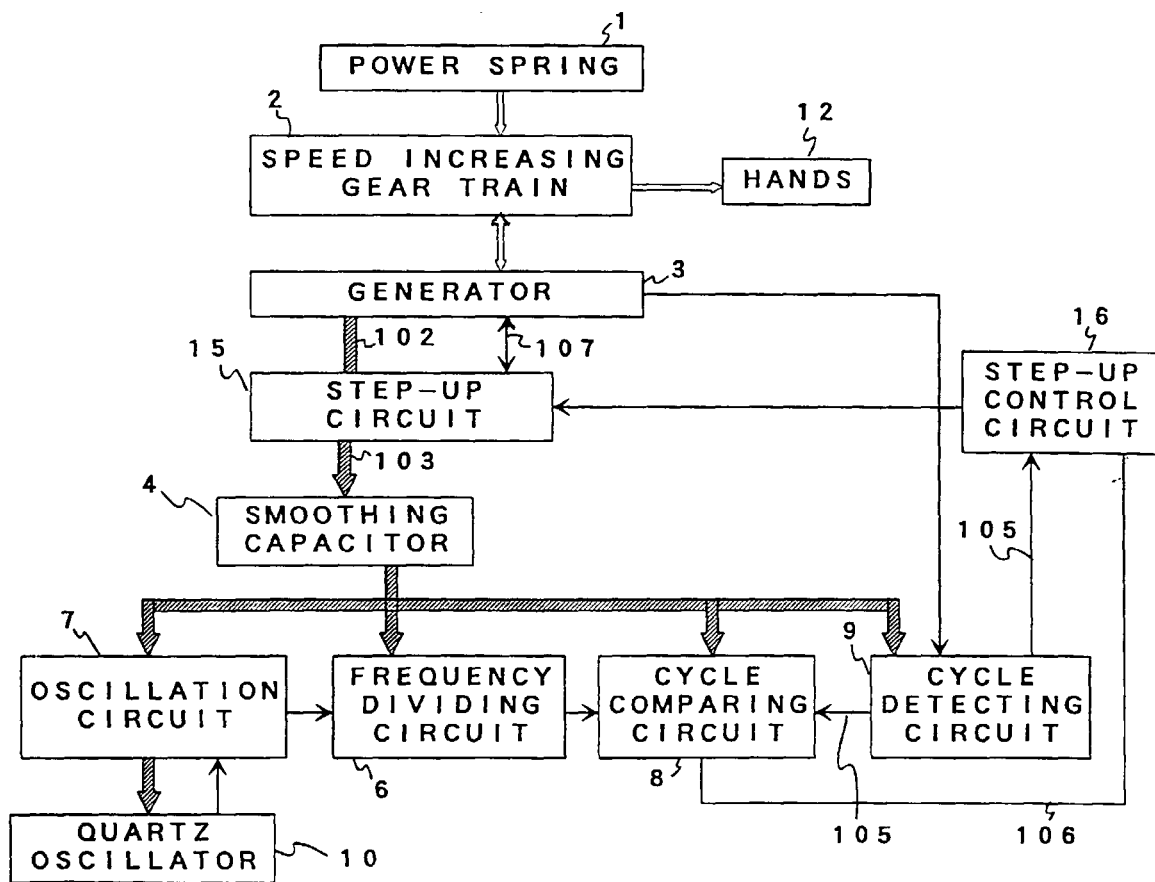 1
POWER SPRING
2
12
SPEED INCREASING
GEAR TRAIN
HANDS
3
GENERATOR
102
107
16
15
STEP-UP
CIRCUIT
STEP-UP
CONTROL
CIRCUIT
103
4
SMOOTHING
CAPACITOR
105
7
9
OSCILLATION
CIRCUIT
FREQUENCY
DIVIDING
CIRCUIT
CYCLE
COMPARING
CIRCUIT
CYCLE
DETECTING
CIRCUIT
6
8
105
106
QUARTZ
OSCILLATOR
10